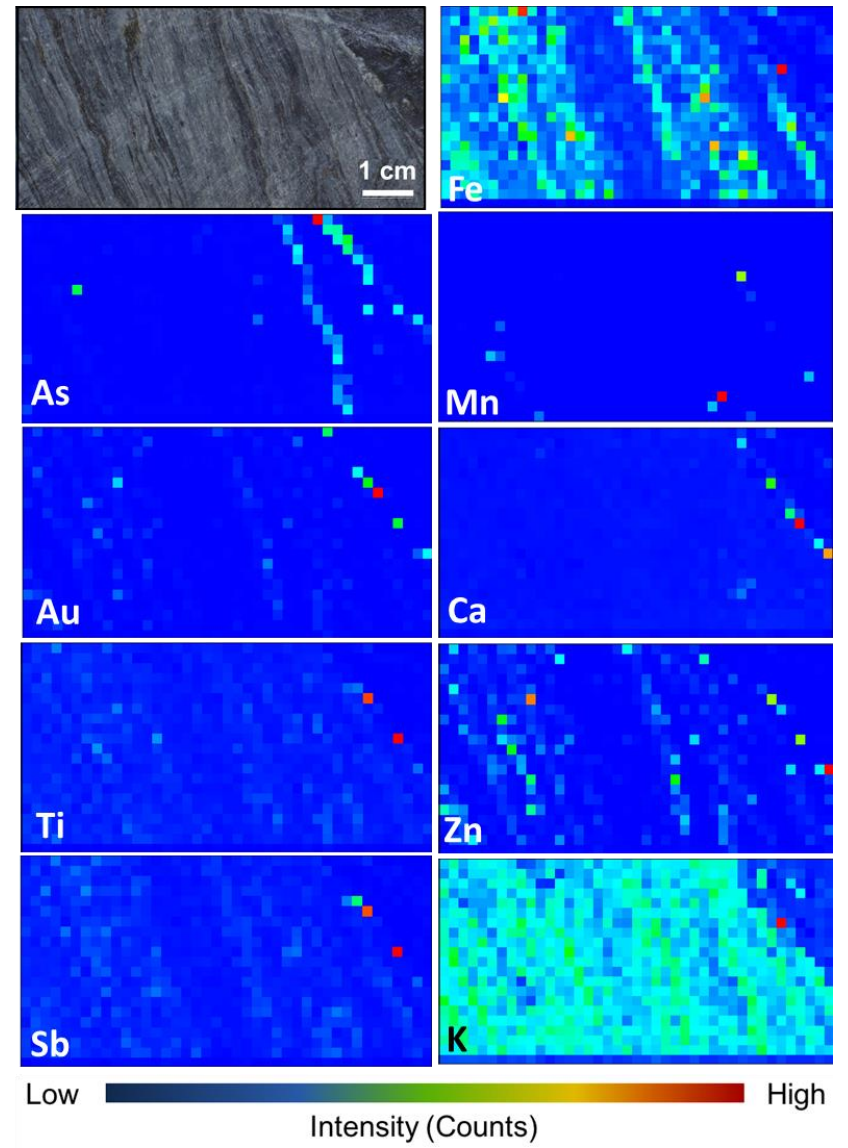 1 cm
Fe
As
Mn
Au
Ca
Ti
Zn
Sb
K
Low
High
Intensity (Counts)